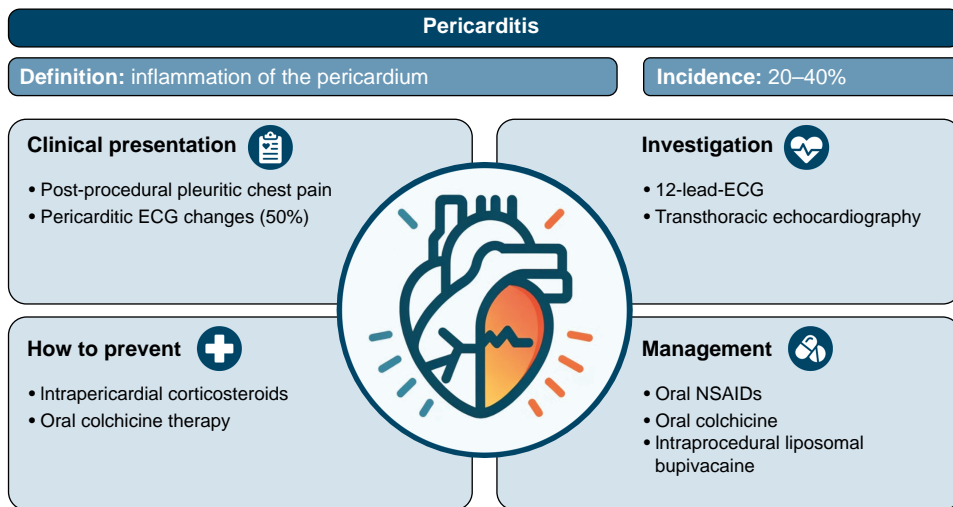 Pericarditis
Definition: inflammation of the pericardium
Incidence: 20–40%
Clinical presentation
• Post-procedural pleuritic chest pain
• Pericarditic ECG changes (50%)
Investigation
• 12-lead-ECG
• Transthoracic echocardiography
How to prevent
• Intrapericardial corticosteroids
• Oral colchicine therapy
Management
• Oral NSAIDs
• Oral colchicine
• Intraprocedural liposomal
bupivacaine